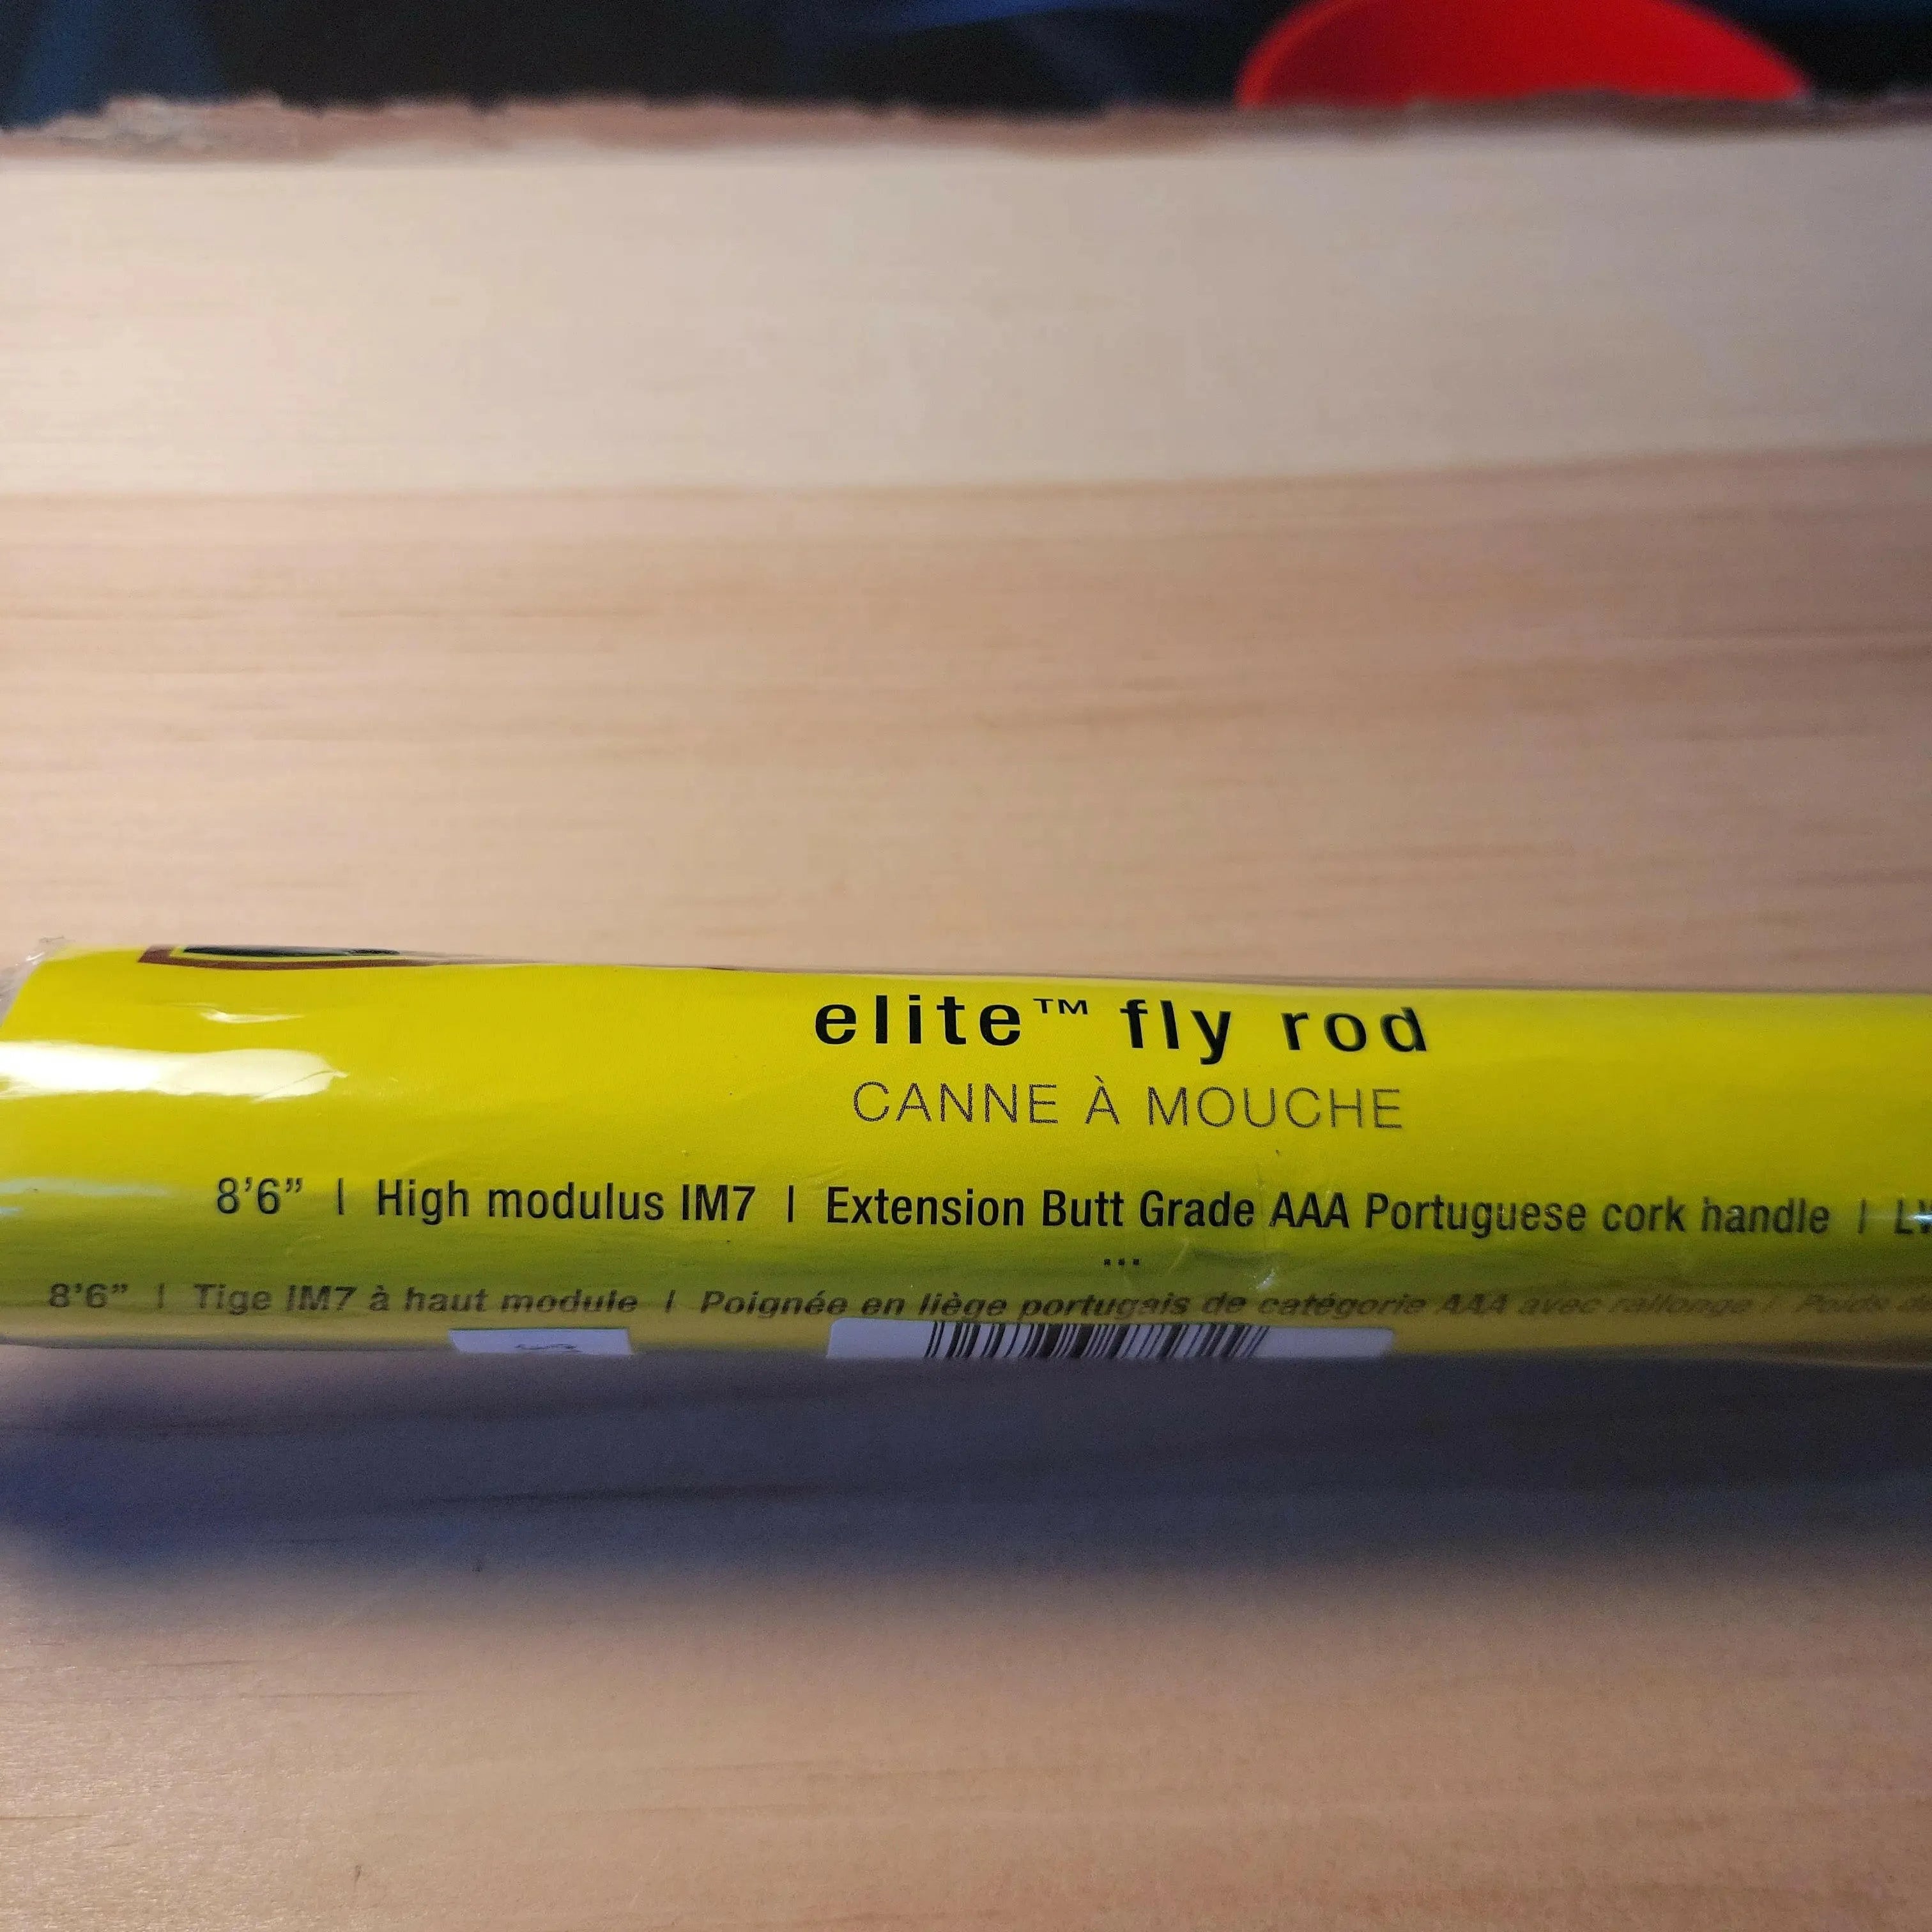 elite™ fly rod
CANNE À MOUCHE
8’6” | High modulus IM7 | Extension Butt Grade AAA Portuguese cork handle |
8’6” | Tige IM7 à haut module | Poignée en liège portugais de catégorie AAA avec rallonge | Poids